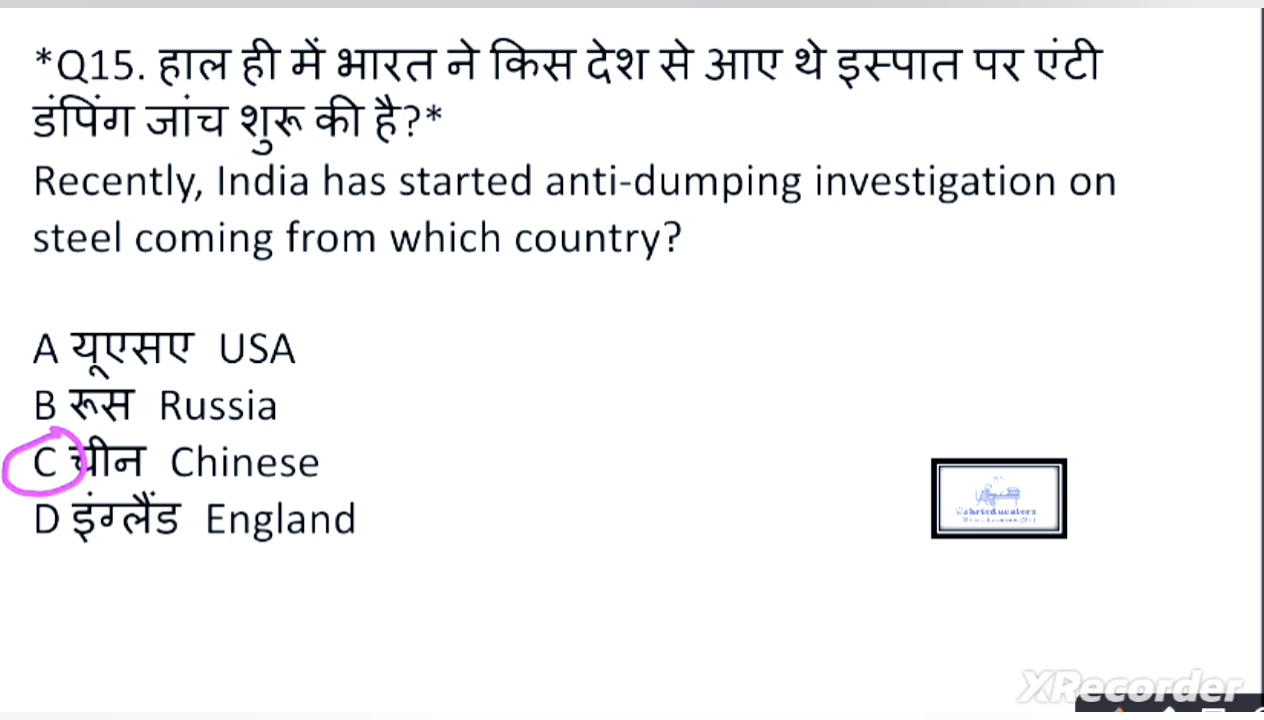 *Q15. हाल ही में भारत ने किस देश से आए थे इस्पात पर एंटी
डंपिंग जांच शुरू की है?*
Recently, India has started anti-dumping investigation on
steel coming from which country?
A यूएसए USA
B रूस Russia
C चीन Chinese
D इंग्लैंड England
XRecorder